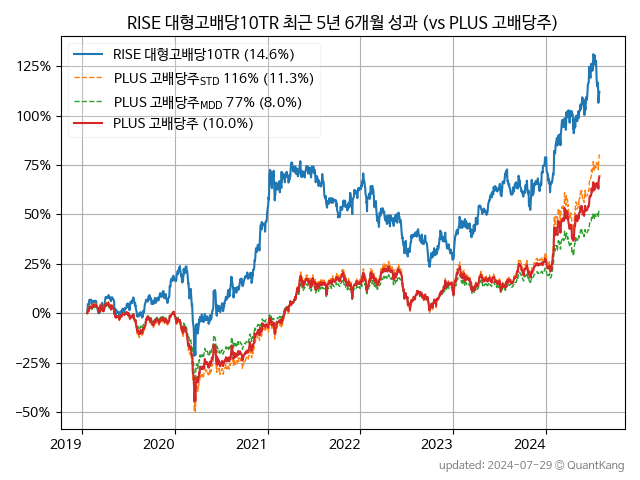 RISE 대형고배당10TR 최근 5년 6개월 성과 (vs PLUS 고배당주)
RISE 대형고배당10TR (14.6%)
PLUS 고배당주STD 116% (11.3%)
PLUS 고배당주MDD 77% (8.0%)
PLUS 고배당주 (10.0%)
125%
100%
75%
50%
25%
0%
−25%
−50%
2019 2020 2021 2022 2023 2024
updated: 2024-07-29 © QuantKang